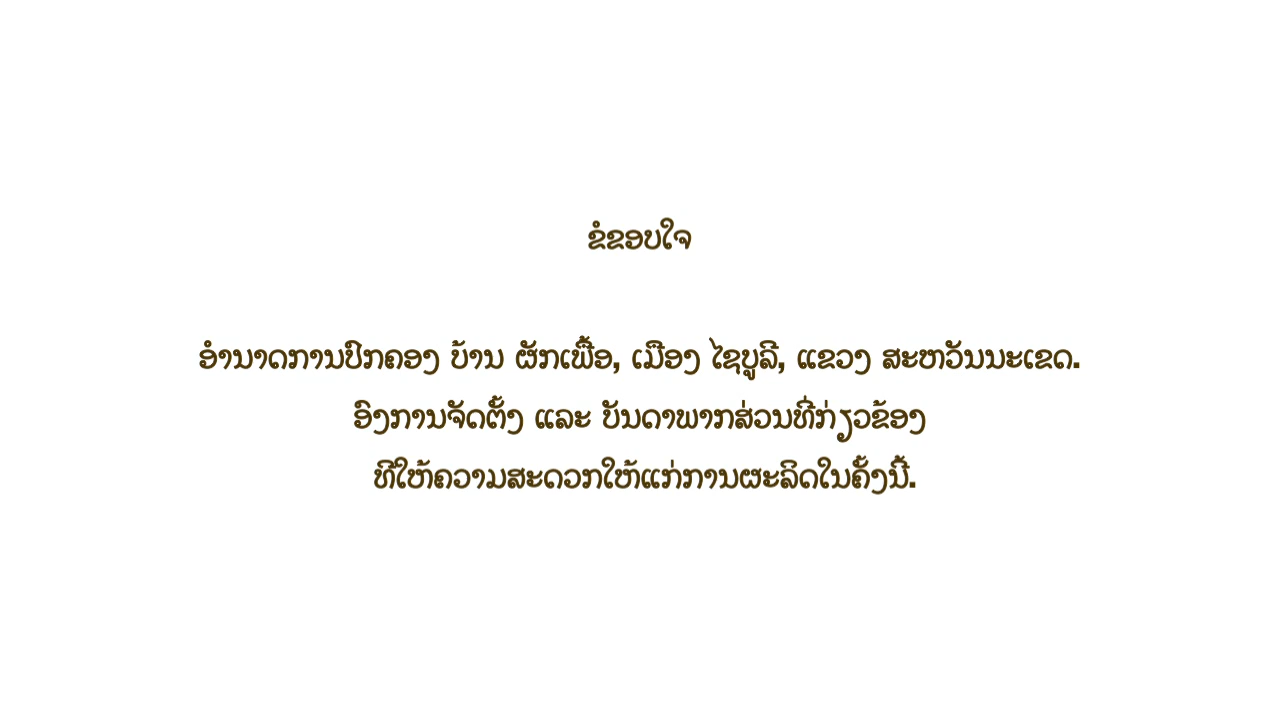 ຂໍຂອບໃຈ
ອຳນາດການປົກຄອງ ບ້ານ ຜັກເຟື້ອ, ເມືອງ ໄຊບູລີ, ແຂວງ ສະຫວັນນະເຂດ.
ອົງການຈັດຕັ້ງ ແລະ ບັນດາພາກສ່ວນທີ່ກ່ຽວຂ້ອງ
ທີໃຫ້ຄວາມສະດວກໃຫ້ແກ່ການຜະລິດໃນຄັ້ງນີ້.